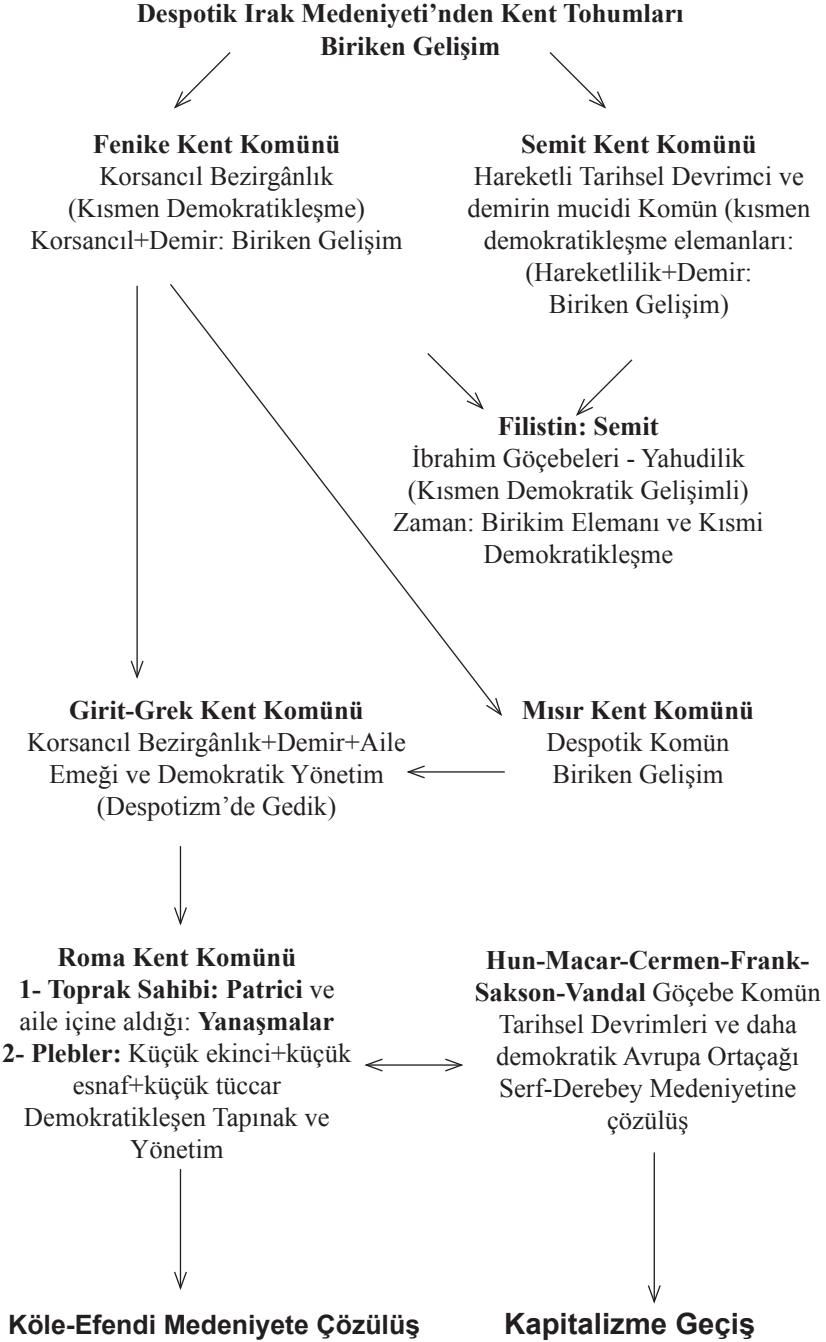 Despotik Irak Medeniyeti’nden Kent Tohumları
Biriken Gelişim
Fenike Kent Komünü
Korsancıl Bezirgânlık
(Kısmen Demokratikleşme)
Korsancıl+Demir: Biriken Gelişim
Semit Kent Komünü
Hareketli Tarihsel Devrimci ve
demirin mucidi Komün (kısmen
demokratikleşme elemanları:
(Hareketlilik+Demir:
Biriken Gelişim)
Filistin: Semit
İbrahim Göçebeleri - Yahudilik
(Kısmen Demokratik Gelişimli)
Zaman: Birikim Elemanı ve Kısmi
Demokratikleşme
Girit-Grek Kent Komünü
Korsancıl Bezirgânlık+Demir+Aile
Emeği ve Demokratik Yönetim
(Despotizm’de Gedik)
Mısır Kent Komünü
Despotik Komün
Biriken Gelişim
Roma Kent Komünü
1- Toprak Sahibi: Patrici ve
aile içine aldığı: Yanaşmalar
2- Plebler: Küçük ekinci+küçük
esnaf+küçük tüccar
Demokratikleşen Tapınak ve
Yönetim
Hun-Macar-Cermen-Frank-
Sakson-Vandal Göçebe Komün
Tarihsel Devrimleri ve daha
demokratik Avrupa Ortaçağı
Serf-Derebey Medeniyetine
çözülüş
Köle-Efendi Medeniyete Çözülüş
Kapitalizme Geçiş